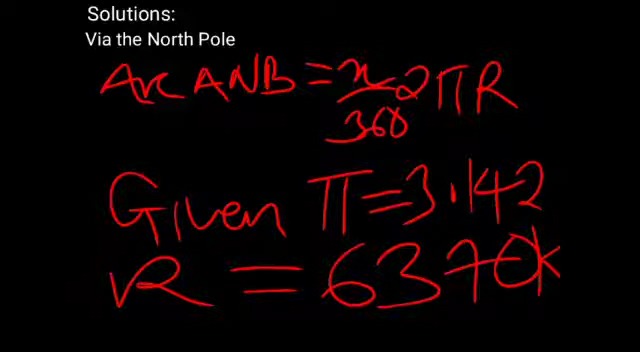 Solutions:
Via the North Pole
Arc ANB = x/360 2πR
Given π = 3.142
R = 6370k